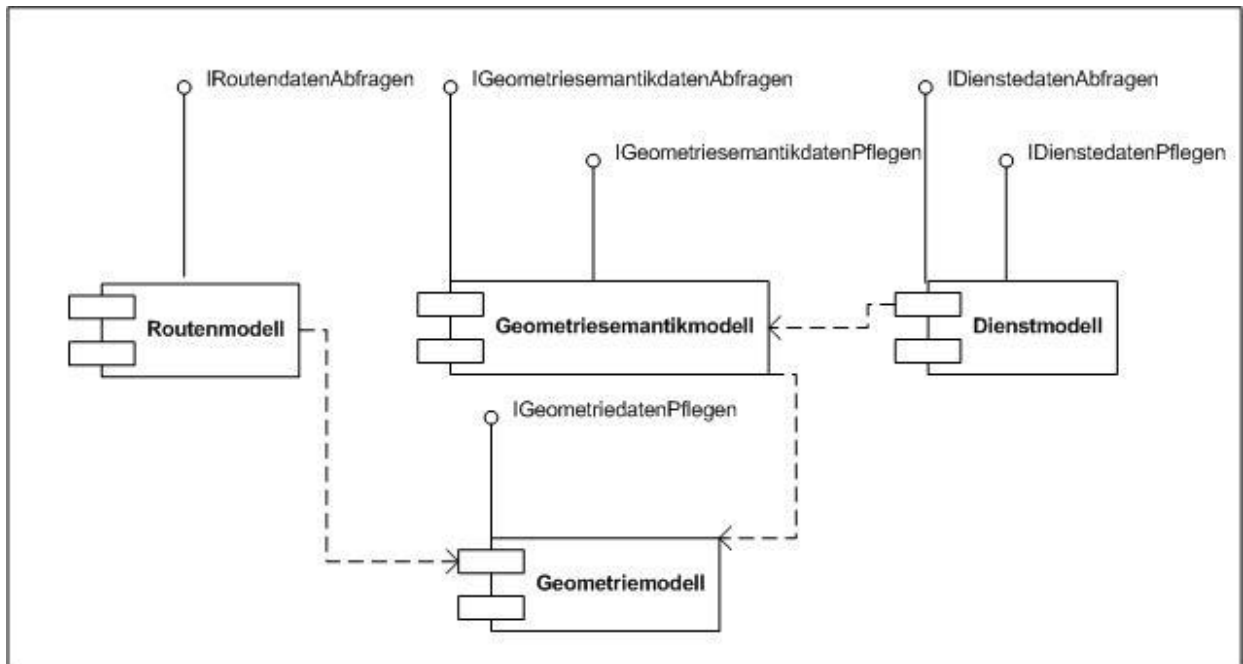 IRoutendatenAbfragen
IGeometriesemantikdatenAbfragen
IDienstedatenAbfragen
IGeometriesemantikdatenPflegen
IDienstedatenPflegen
Routenmodell
Geometriesemantikmodell
Dienstmodell
IGeometriedatenPflegen
Geometriemodell